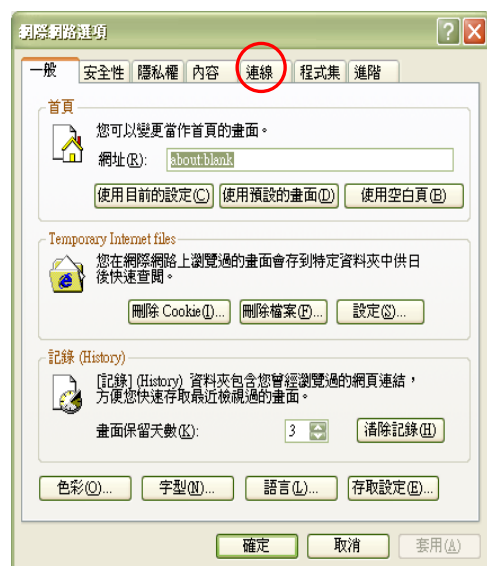 網際網路選項
一般 安全性 隱私權 內容 連線 程式集 進階
首頁
您可以變更當作首頁的畫面。
網址(R): about:blank
使用目前的設定(C) 使用預設的畫面(D) 使用空白頁(B)
Temporary Internet files
您在網際網路上瀏覽過的畫面會存到特定資料夾中供日
後快速查閱。
刪除 Cookie(I)... 刪除檔案(F)... 設定(S)...
記錄 (History)
[記錄] (History) 資料夾包含您曾經瀏覽過的網頁連結，
方便您快速存取最近檢視過的畫面。
畫面保留天數(K): 3 清除記錄(H)
色彩(O)... 字型(N)... 語言(L)... 存取設定(E)...
確定 取消 套用(A)